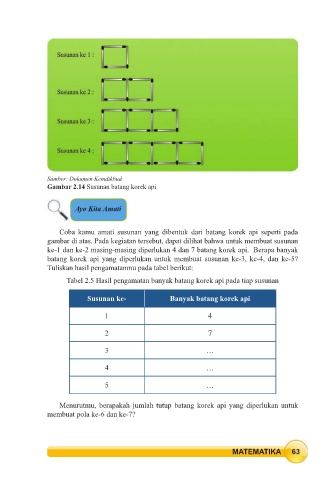 Susunan ke 1 :
Susunan ke 2 :
Susunan ke 3 :
Susunan ke 4 :
Sumber: Dokumen Kemdikbud
Gambar 2.14 Susunan batang korek api
Ayo Kita Amati
Coba kamu amati susunan yang dibentuk dari batang korek api seperti pada
gambar di atas. Pada kegiatan tersebut, dapat dilihat bahwa untuk membuat susunan
ke-1 dan ke-2 masing-masing diperlukan 4 dan 7 batang korek api. Berapa banyak
batang korek api yang diperlukan untuk membuat susunan ke-3, ke-4, dan ke-5?
Tuliskan hasil pengamatanmu pada tabel berikut:
Tabel 2.5 Hasil pengamatan banyak batang korek api pada tiap susunan
Susunan ke- Banyak batang korek api
1 4
2 7
3 ...
4 ...
5 ...
Menurutmu, berapakah jumlah tutup batang korek api yang diperlukan untuk
membuat pola ke-6 dan ke-7?
MATEMATIKA 63